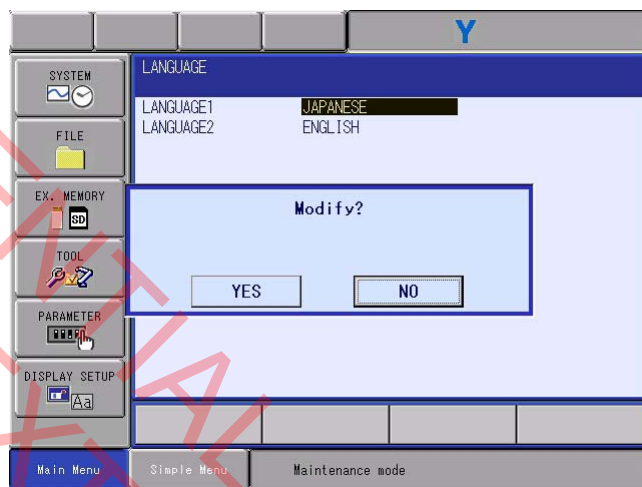 Y
SYSTEM
FILE
EX. MEMORY
SD
TOOL
PARAMETER
DISPLAY SETUP
Aa
LANGUAGE
LANGUAGE1 JAPANESE
LANGUAGE2 ENGLISH
Modify?
YES NO
Main Menu Simple Menu Maintenance mode